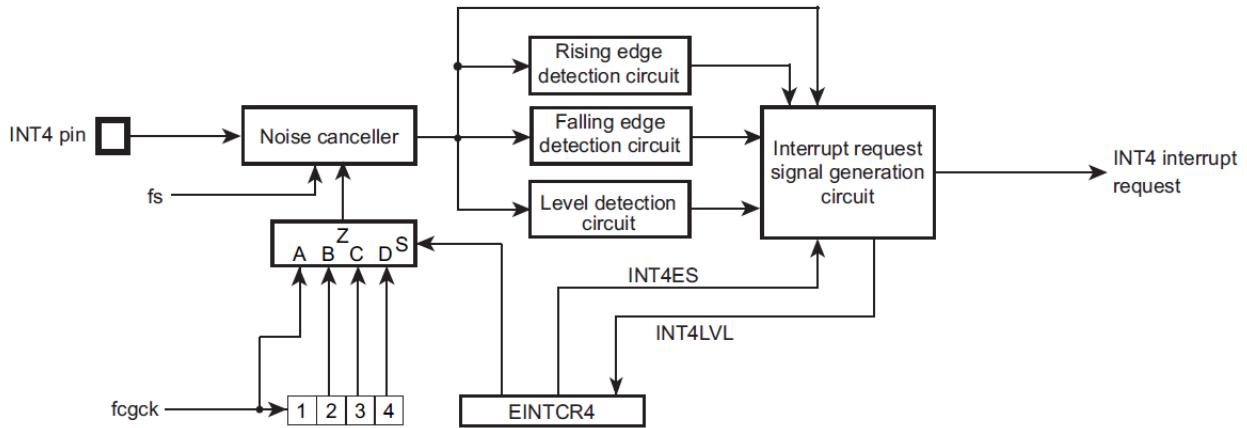 Rising edge
detection circuit
INT4 pin
Noise canceller
Falling edge
detection circuit
Interrupt request
signal generation
circuit
INT4 interrupt
request
fs
Level detection
circuit
Z
S
A B C D
INT4ES
INT4LVL
fcgck
1 2 3 4
EINTCR4